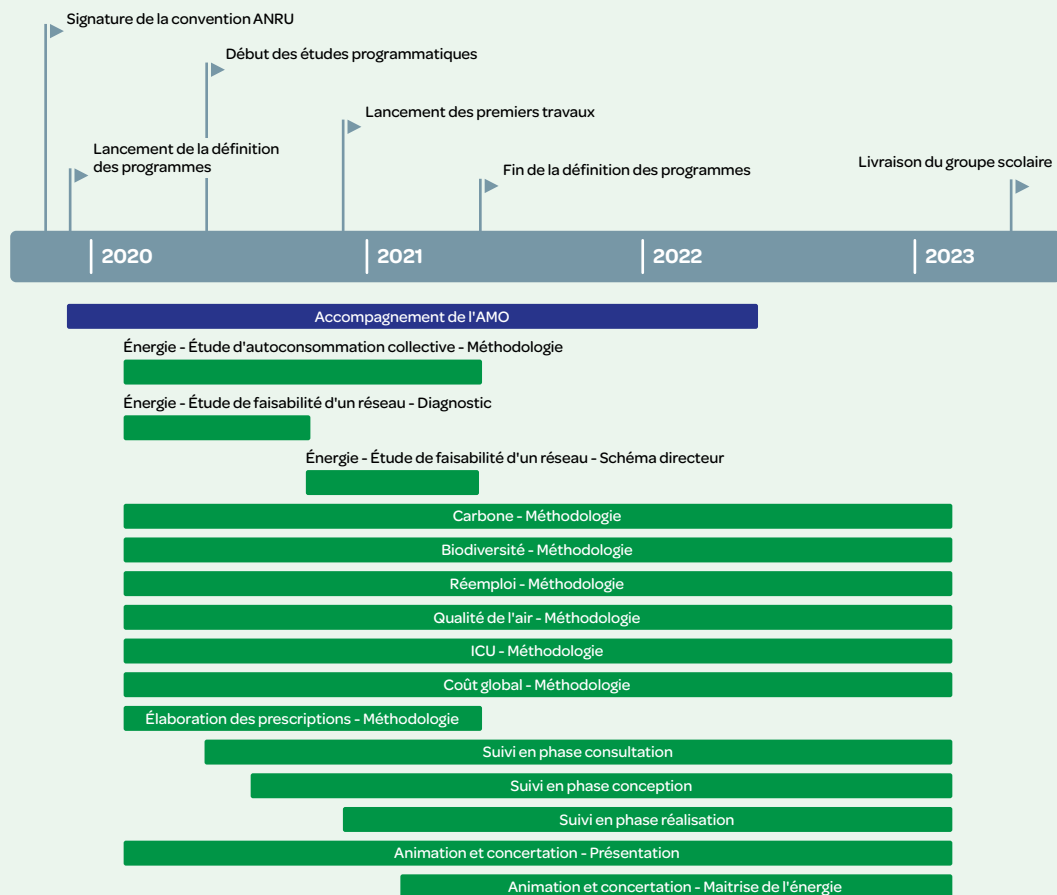 Signature de la convention ANRU
Début des études programmatiques
Lancement des premiers travaux
Lancement de la définition
des programmes
Fin de la définition des programmes
Livraison du groupe scolaire
2020
2021
2022
2023
Accompagnement de l'AMO
Énergie - Étude d'autoconsommation collective - Méthodologie
Énergie - Étude de faisabilité d'un réseau - Diagnostic
Énergie - Étude de faisabilité d'un réseau - Schéma directeur
Carbone - Méthodologie
Biodiversité - Méthodologie
Réemploi - Méthodologie
Qualité de l'air - Méthodologie
ICU - Méthodologie
Coût global - Méthodologie
Élaboration des prescriptions - Méthodologie
Suivi en phase consultation
Suivi en phase conception
Suivi en phase réalisation
Animation et concertation - Présentation
Animation et concertation - Maitrise de l'énergie